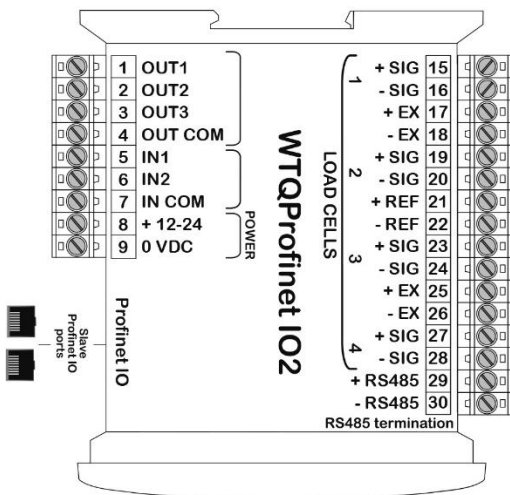 1 OUT1
2 OUT2
3 OUT3
4 OUT COM
5 IN1
6 IN2
7 IN COM
8 + 12-24
9 0 VDC
POWER
Profinet IO
Slave
Profinet IO
ports
WTQProfinet IO2
LOAD CELLS
1
2
3
4
+ SIG 15
- SIG 16
+ EX 17
- EX 18
+ SIG 19
- SIG 20
+ REF 21
- REF 22
+ SIG 23
- SIG 24
+ EX 25
- EX 26
+ SIG 27
- SIG 28
+ RS485 29
- RS485 30
RS485 termination